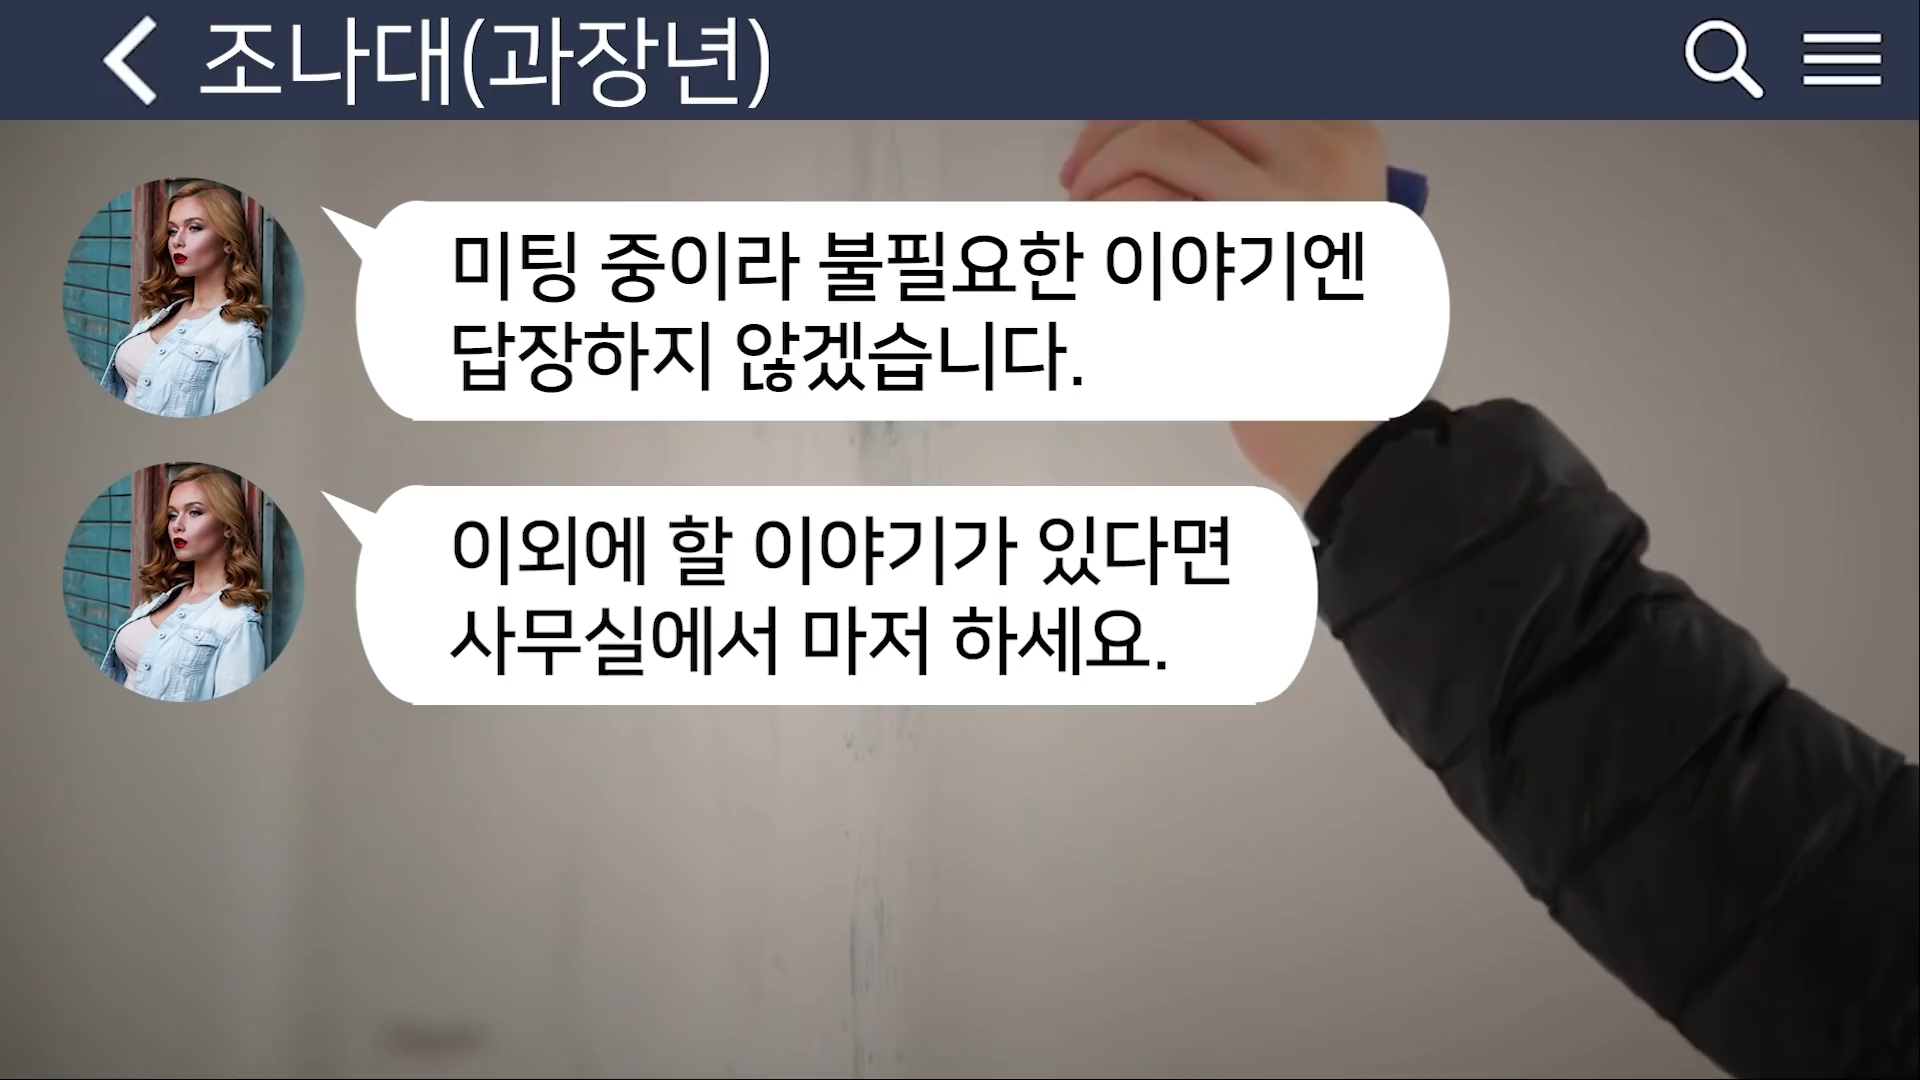 조나대(과장년)
미팅 중이라 불필요한 이야기엔
답장하지 않겠습니다.
이외에 할 이야기가 있다면
사무실에서 마저 하세요.